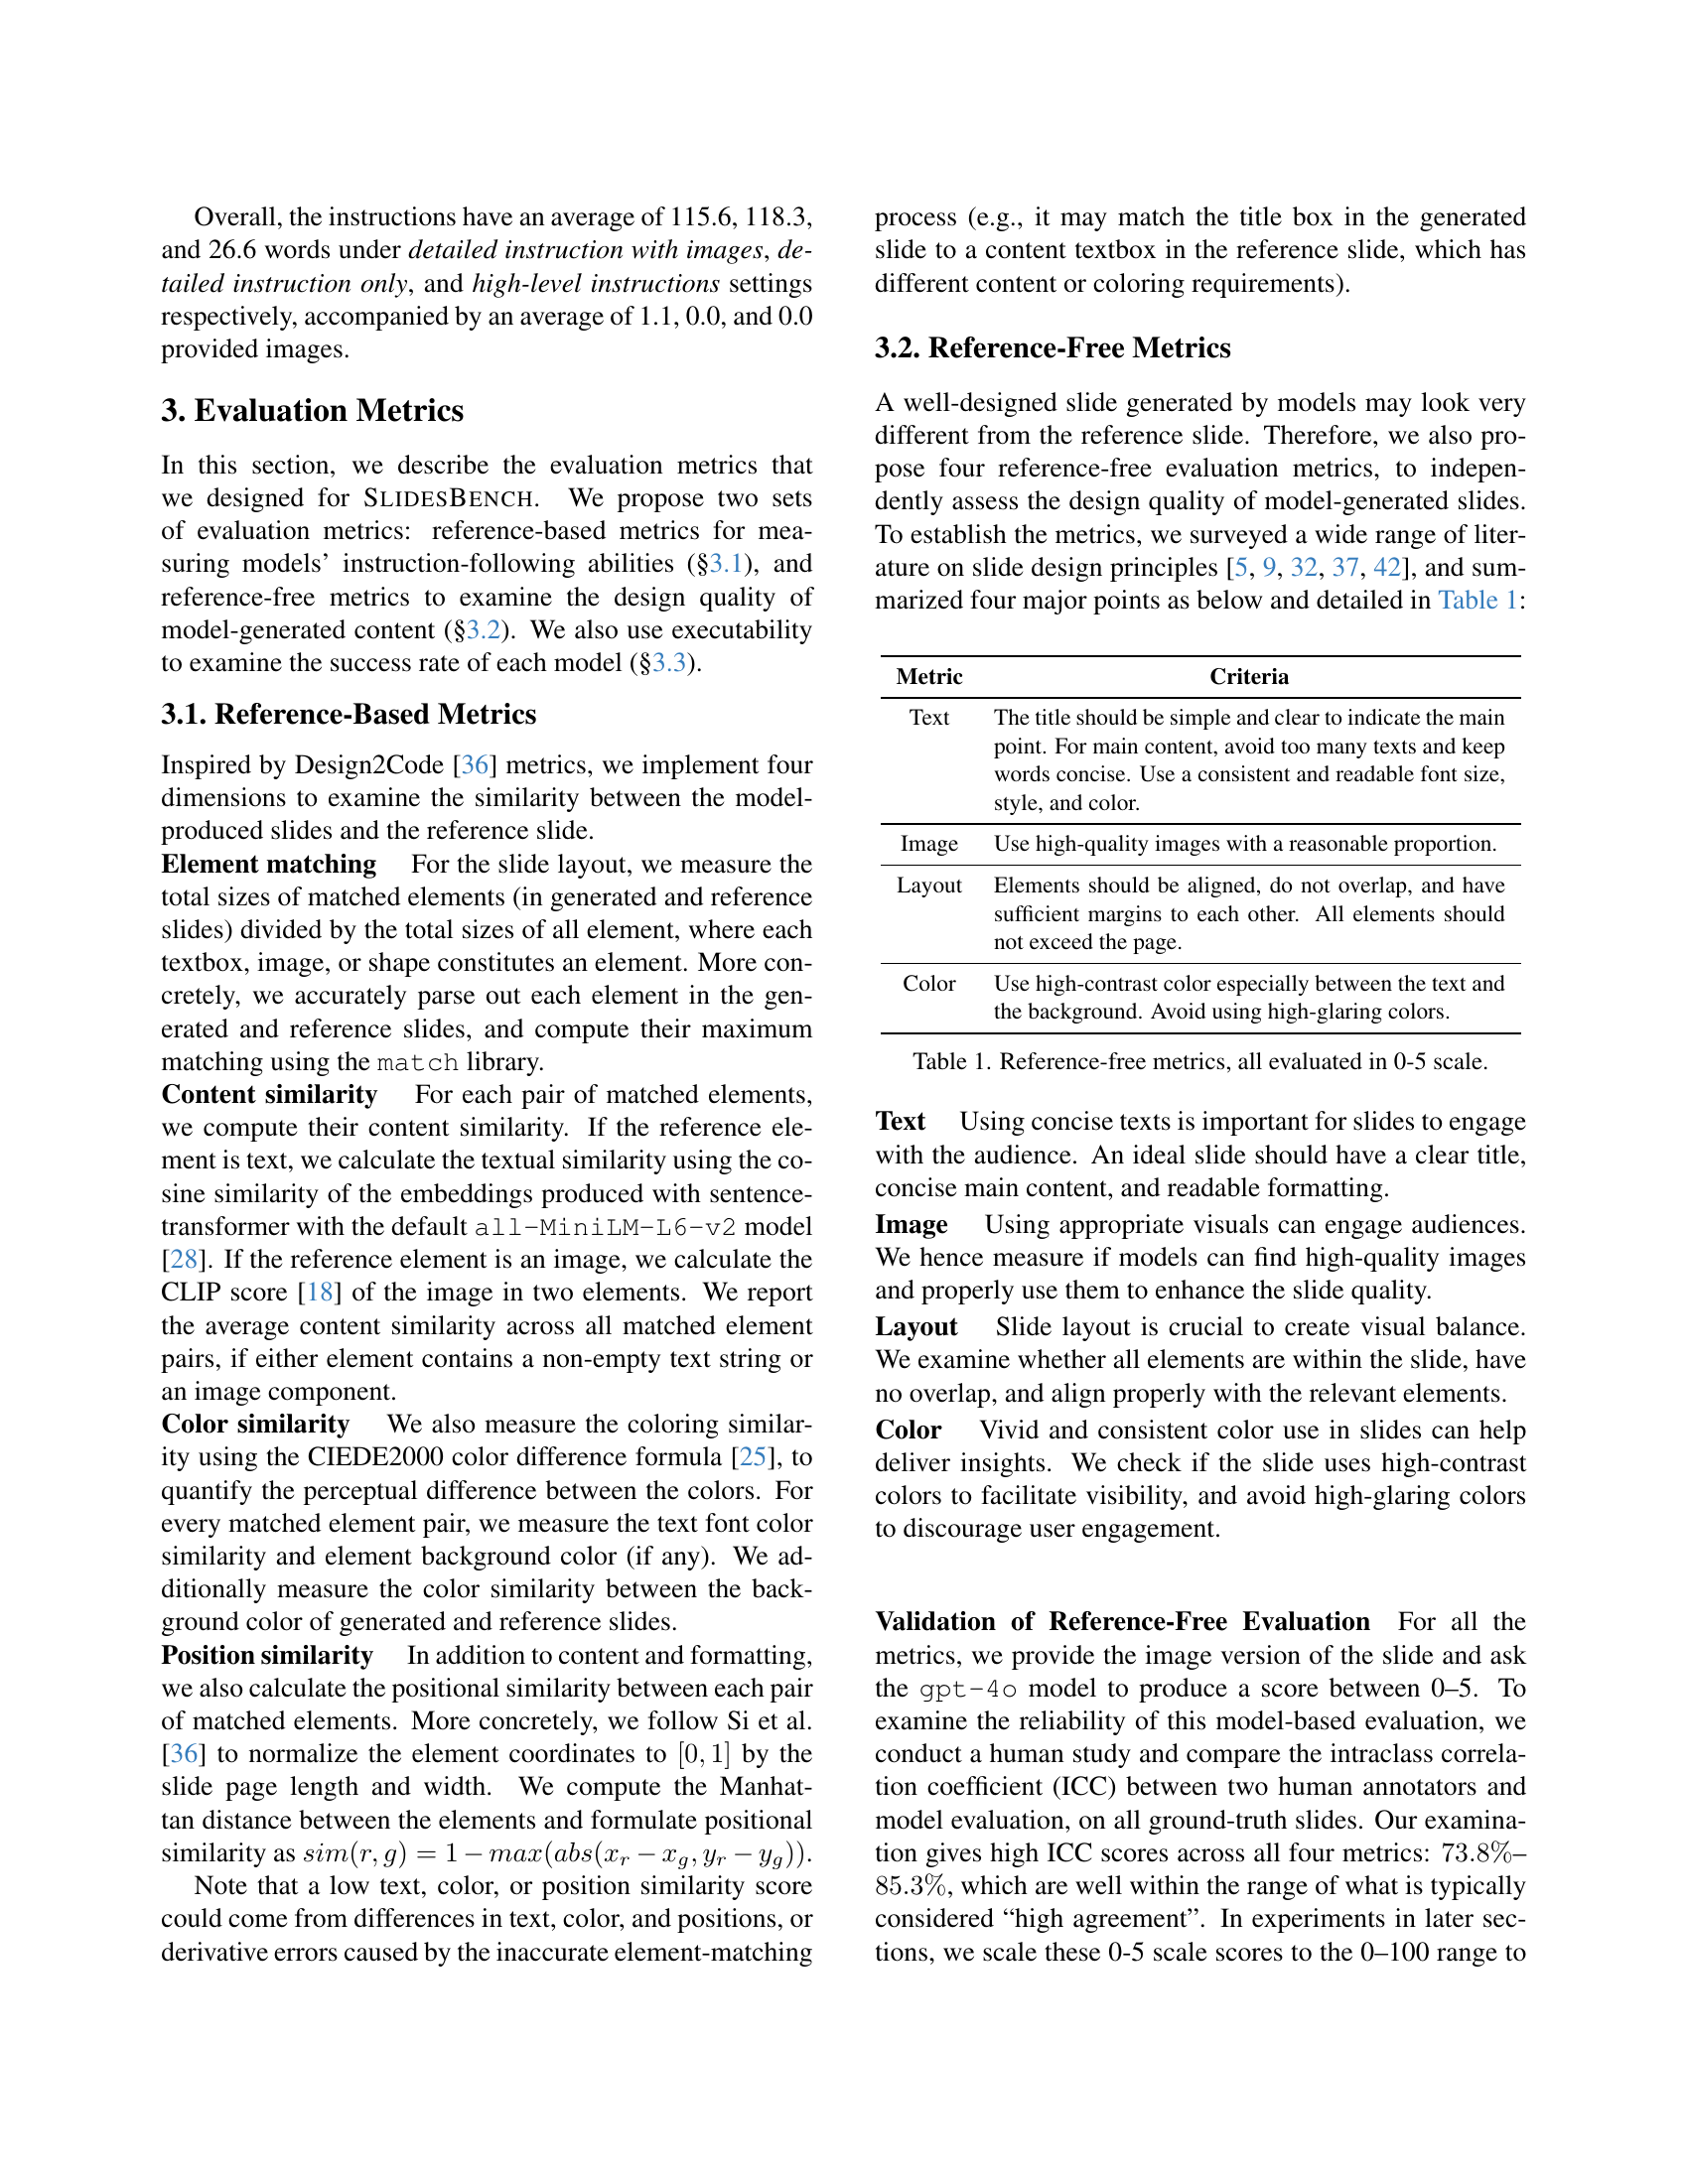 Overall, the instructions have an average of 115.6, 118.3,
and 26.6 words under detailed instruction with images, de-
tailed instruction only, and high-level instructions settings
respectively, accompanied by an average of 1.1, 0.0, and 0.0
provided images.
3. Evaluation Metrics
In this section, we describe the evaluation metrics that
we designed for SLIDESBENCH. We propose two sets
of evaluation metrics: reference-based metrics for mea-
suring models' instruction-following abilities (§3.1), and
reference-free metrics to examine the design quality of
model-generated content (§3.2). We also use executability
to examine the success rate of each model (§3.3).
3.1. Reference-Based Metrics
Inspired by Design2Code [36] metrics, we implement four
dimensions to examine the similarity between the model-
produced slides and the reference slide.
Element matching For the slide layout, we measure the
total sizes of matched elements (in generated and reference
slides) divided by the total sizes of all element, where each
textbox, image, or shape constitutes an element. More con-
cretely, we accurately parse out each element in the gen-
erated and reference slides, and compute their maximum
matching using the match library.
Content similarity For each pair of matched elements,
we compute their content similarity. If the reference ele-
ment is text, we calculate the textual similarity using the co-
sine similarity of the embeddings produced with sentence-
transformer with the default all-MiniLM-L6-v2 model
[28]. If the reference element is an image, we calculate the
CLIP score [18] of the image in two elements. We report
the average content similarity across all matched element
pairs, if either element contains a non-empty text string or
an image component.
Color similarity We also measure the coloring similar-
ity using the CIEDE2000 color difference formula [25], to
quantify the perceptual difference between the colors. For
every matched element pair, we measure the text font color
similarity and element background color (if any). We ad-
ditionally measure the color similarity between the back-
ground color of generated and reference slides.
Position similarity In addition to content and formatting,
we also calculate the positional similarity between each pair
of matched elements. More concretely, we follow Si et al.
[36] to normalize the element coordinates to [0, 1] by the
slide page length and width. We compute the Manhat-
tan distance between the elements and formulate positional
similarity as sim(r, g) = 1 − max(abs(x_r − x_g, y_r − y_g)).
Note that a low text, color, or position similarity score
could come from differences in text, color, and positions, or
derivative errors caused by the inaccurate element-matching
process (e.g., it may match the title box in the generated
slide to a content textbox in the reference slide, which has
different content or coloring requirements).
3.2. Reference-Free Metrics
A well-designed slide generated by models may look very
different from the reference slide. Therefore, we also pro-
pose four reference-free evaluation metrics, to indepen-
dently assess the design quality of model-generated slides.
To establish the metrics, we surveyed a wide range of liter-
ature on slide design principles [5, 9, 32, 37, 42], and sum-
marized four major points as below and detailed in Table 1:
Metric Criteria
Text The title should be simple and clear to indicate the main
point. For main content, avoid too many texts and keep
words concise. Use a consistent and readable font size,
style, and color.
Image Use high-quality images with a reasonable proportion.
Layout Elements should be aligned, do not overlap, and have
sufficient margins to each other. All elements should
not exceed the page.
Color Use high-contrast color especially between the text and
the background. Avoid using high-glaring colors.
Table 1. Reference-free metrics, all evaluated in 0-5 scale.
Text Using concise texts is important for slides to engage
with the audience. An ideal slide should have a clear title,
concise main content, and readable formatting.
Image Using appropriate visuals can engage audiences.
We hence measure if models can find high-quality images
and properly use them to enhance the slide quality.
Layout Slide layout is crucial to create visual balance.
We examine whether all elements are within the slide, have
no overlap, and align properly with the relevant elements.
Color Vivid and consistent color use in slides can help
deliver insights. We check if the slide uses high-contrast
colors to facilitate visibility, and avoid high-glaring colors
to discourage user engagement.
Validation of Reference-Free Evaluation For all the
metrics, we provide the image version of the slide and ask
the gpt-4o model to produce a score between 0–5. To
examine the reliability of this model-based evaluation, we
conduct a human study and compare the intraclass correla-
tion coefficient (ICC) between two human annotators and
model evaluation, on all ground-truth slides. Our examina-
tion gives high ICC scores across all four metrics: 73.8%–
85.3%, which are well within the range of what is typically
considered “high agreement”. In experiments in later sec-
tions, we scale these 0-5 scale scores to the 0–100 range to